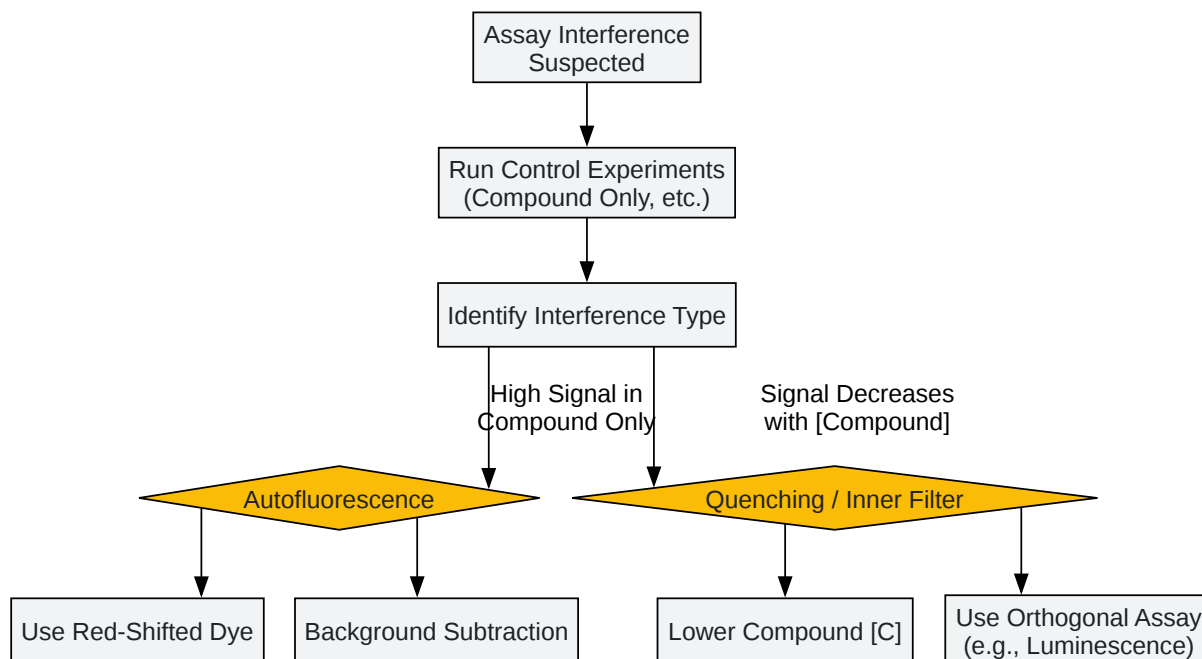 Assay Interference
Suspected
Run Control Experiments
(Compound Only, etc.)
Identify Interference Type
High Signal in
Compound Only
Signal Decreases
with [Compound]
Autofluorescence
Quenching / Inner Filter
Use Red-Shifted Dye
Background Subtraction
Lower Compound [C]
Use Orthogonal Assay
(e.g., Luminescence)